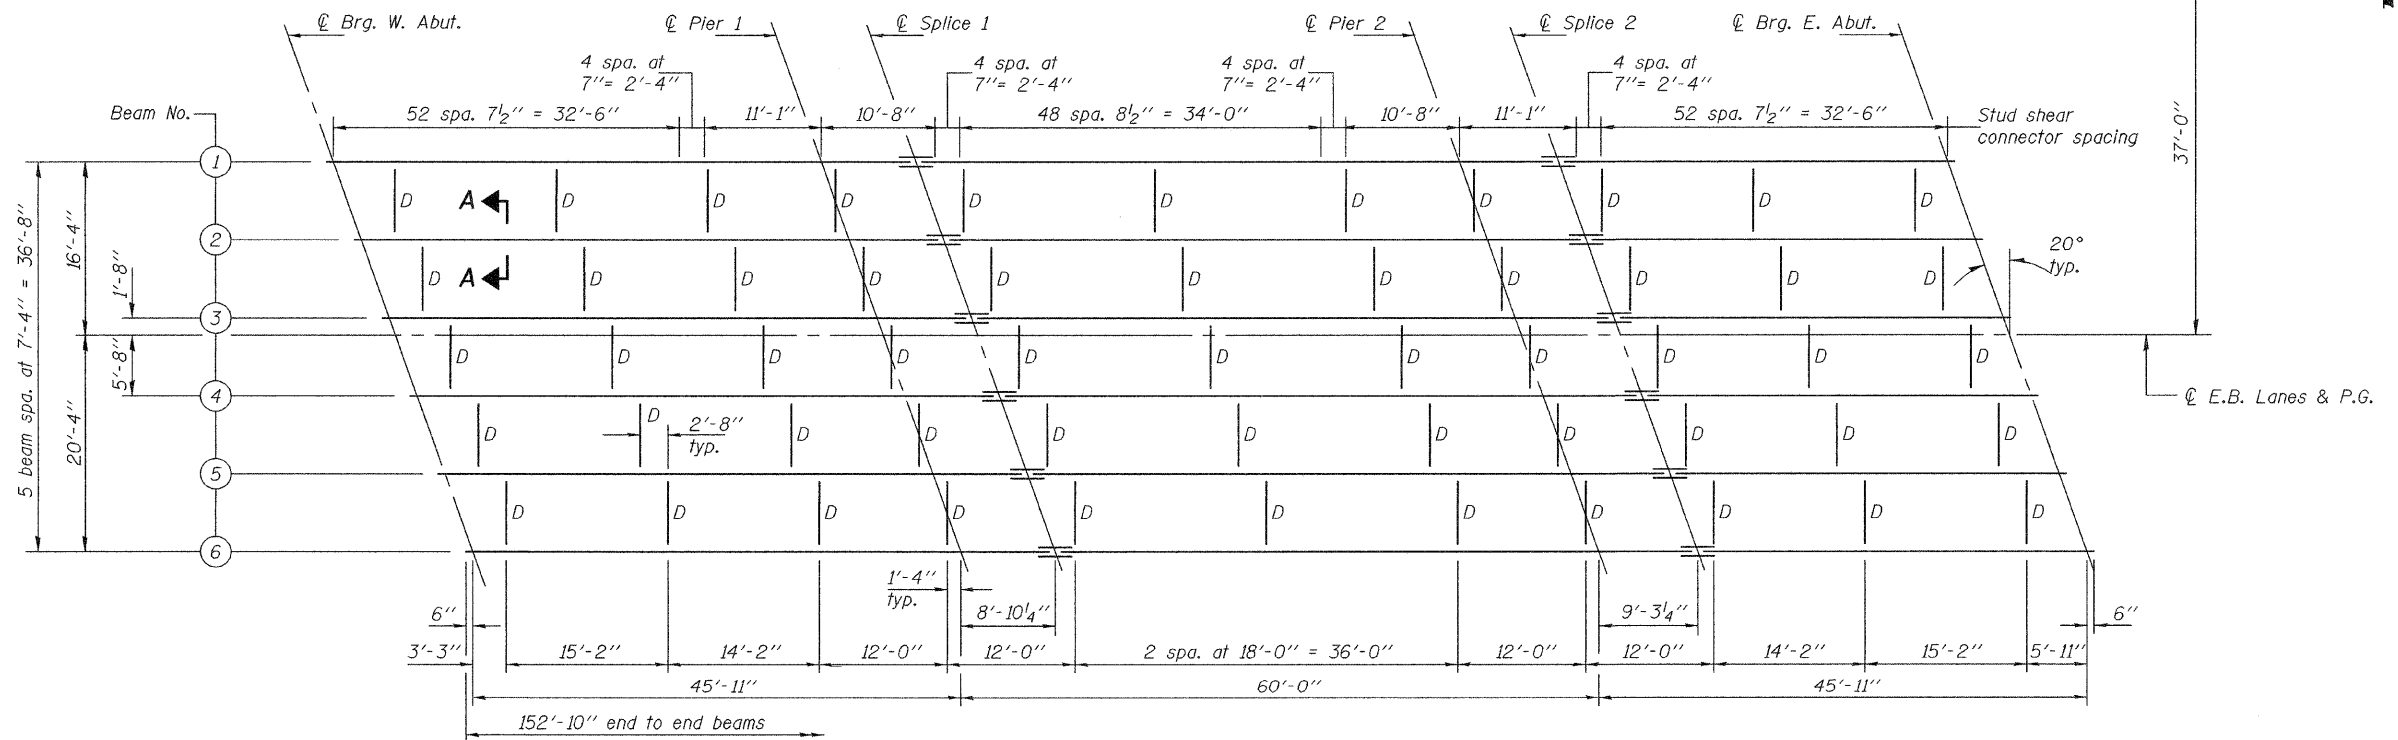 ℄ Brg. W. Abut.
℄ Pier 1
℄ Splice 1
℄ Pier 2
℄ Splice 2
℄ Brg. E. Abut.
4 spa. at
7"= 2'-4"
4 spa. at
7"= 2'-4"
4 spa. at
7"= 2'-4"
4 spa. at
7"= 2'-4"
Beam No.
52 spa. 7½" = 32'-6"
11'-1"
10'-8"
48 spa. 8½" = 34'-0"
10'-8"
11'-1"
52 spa. 7½" = 32'-6"
Stud shear
connector spacing
37'-0"
1
D A D D D D D D D D D D
2
D A D D D D D D D D D D
20°
typ.
3
D D D D D D D D D D D
4
℄ E.B. Lanes & P.G.
D D D D D D D D D D D
2'-8"
typ.
5
D D D D D D D D D D D
6
5 beam spa. at 7'-4" = 36'-8"
16'-4"
20'-4"
1'-8"
5'-8"
1'-4"
typ.
6"
8'-10¼"
9'-3¼"
6"
3'-3"
15'-2"
14'-2"
12'-0"
12'-0"
2 spa. at 18'-0" = 36'-0"
12'-0"
12'-0"
14'-2"
15'-2"
5'-11"
45'-11"
60'-0"
45'-11"
152'-10" end to end beams